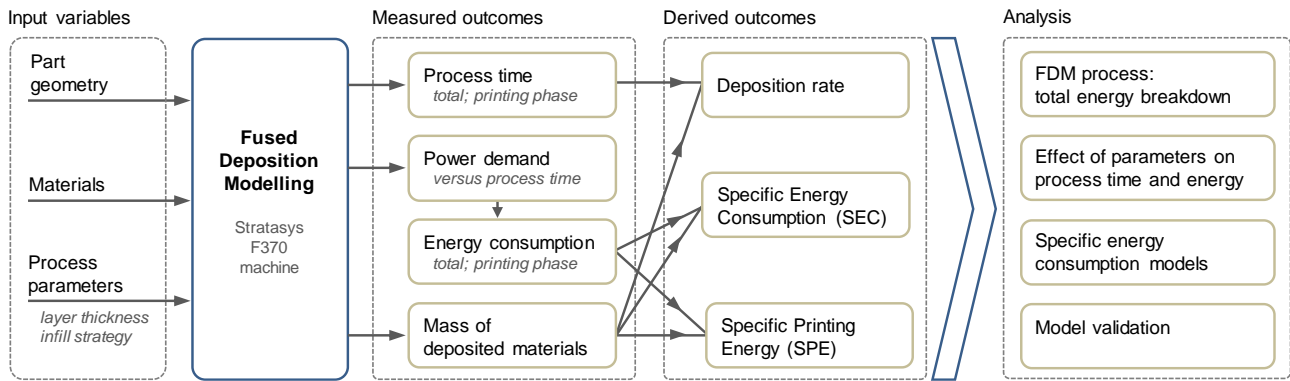 Input variables
Part
geometry
Materials
Process
parameters
layer thickness
infill strategy
Fused
Deposition
Modelling
Stratasys
F370
machine
Measured outcomes
Process time
total; printing phase
Power demand
versus process time
Energy consumption
total; printing phase
Mass of
deposited materials
Derived outcomes
Deposition rate
Specific Energy
Consumption (SEC)
Specific Printing
Energy (SPE)
Analysis
FDM process:
total energy breakdown
Effect of parameters on
process time and energy
Specific energy
consumption models
Model validation